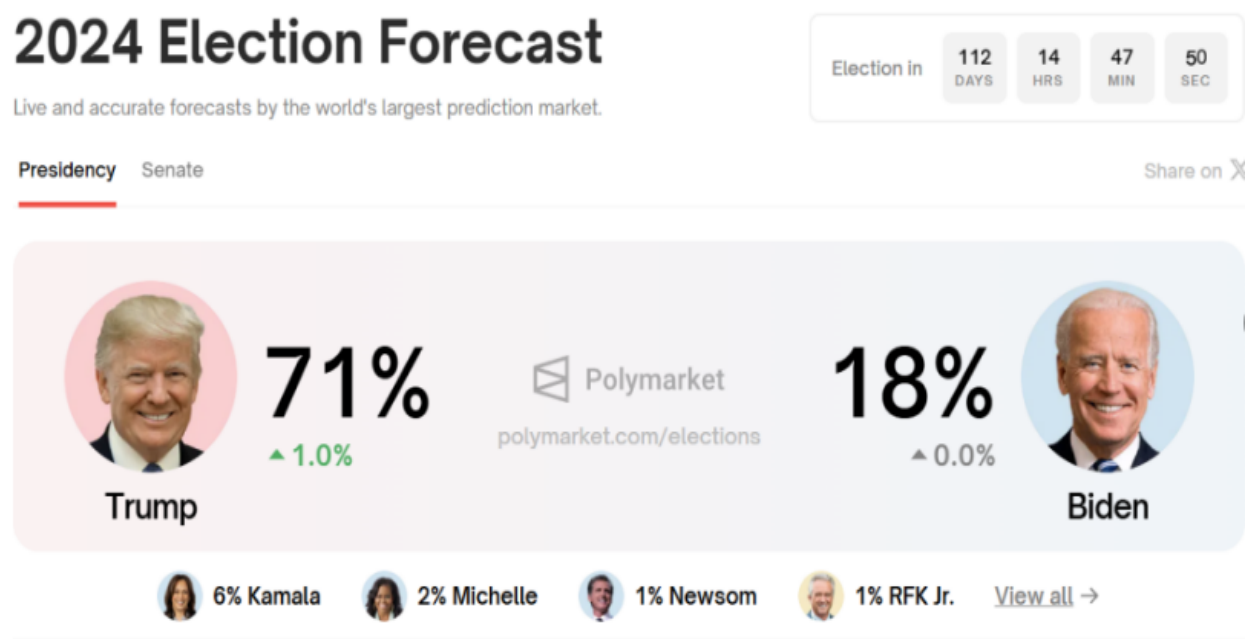 2024 Election Forecast
Live and accurate forecasts by the world's largest prediction market.
Election in
112 14 47 50
DAYS HRS MIN SEC
Presidency Senate
Share on X
71%
▲ 1.0%
Trump
Polymarket
polymarket.com/elections
18%
▲ 0.0%
Biden
6% Kamala 2% Michelle 1% Newsom 1% RFK Jr. View all →